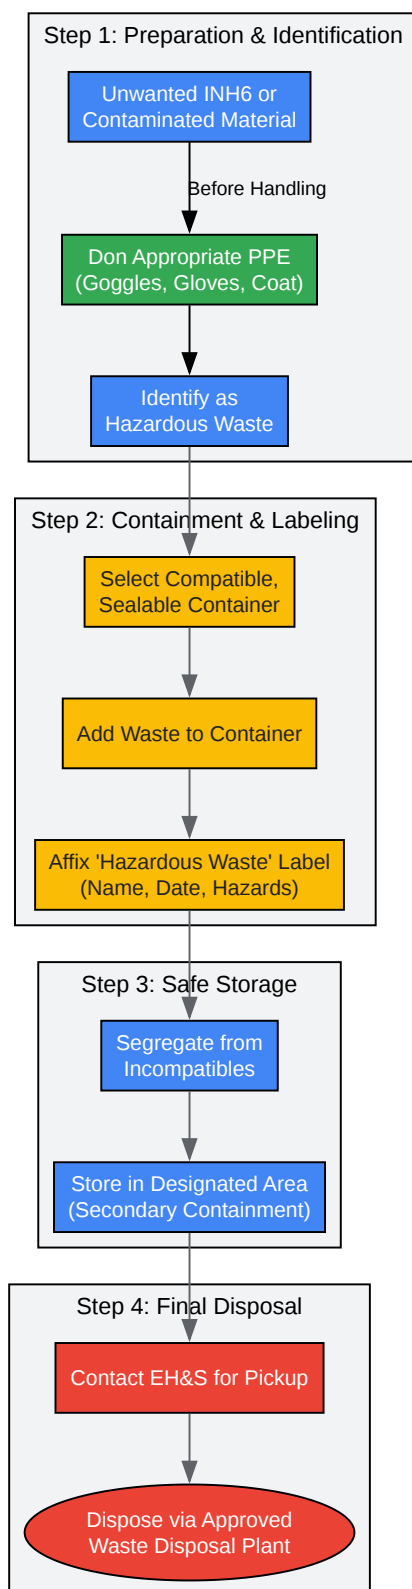 Step 1: Preparation & Identification
Unwanted INH6 or
Contaminated Material
Before Handling
Don Appropriate PPE
(Goggles, Gloves, Coat)
Identify as
Hazardous Waste
Step 2: Containment & Labeling
Select Compatible,
Sealable Container
Add Waste to Container
Affix 'Hazardous Waste' Label
(Name, Date, Hazards)
Step 3: Safe Storage
Segregate from
Incompatibles
Store in Designated Area
(Secondary Containment)
Step 4: Final Disposal
Contact EH&S for Pickup
Dispose via Approved
Waste Disposal Plant